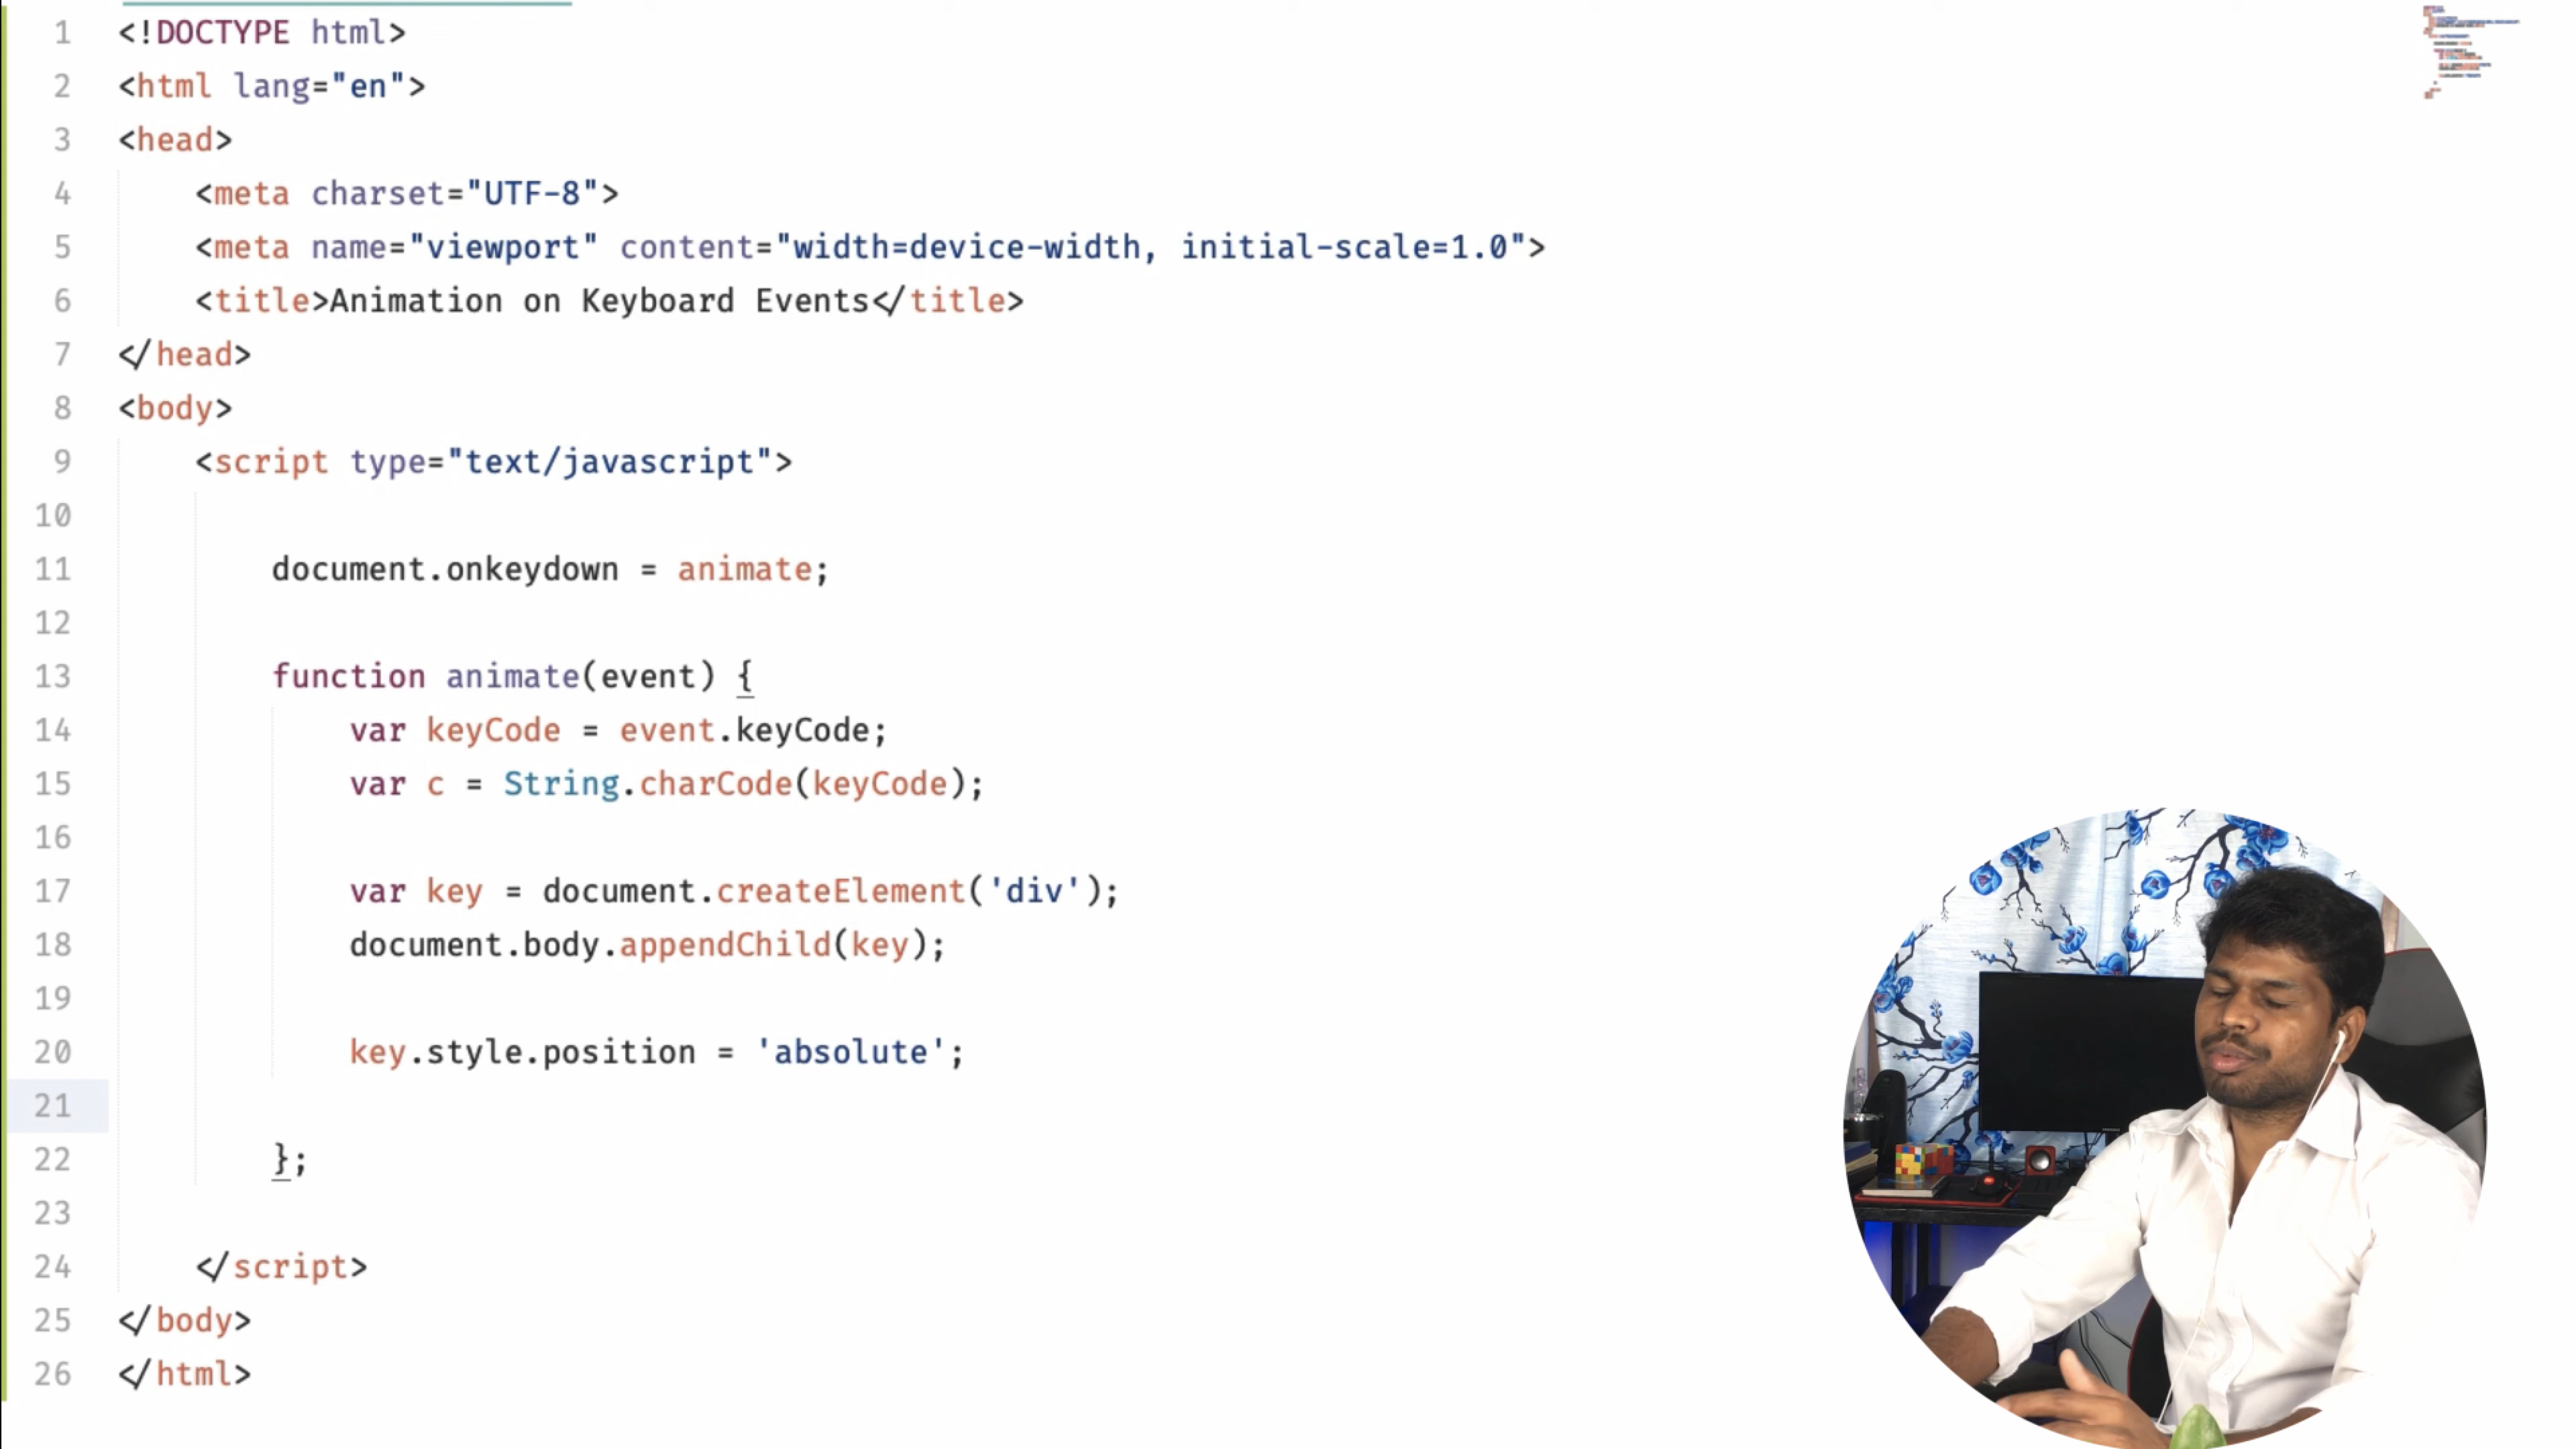 1 <!DOCTYPE html>
2 <html lang="en">
3 <head>
4 <meta charset="UTF-8">
5 <meta name="viewport" content="width=device-width, initial-scale=1.0">
6 <title>Animation on Keyboard Events</title>
7 </head>
8 <body>
9 <script type="text/javascript">
10
11 document.onkeydown = animate;
12
13 function animate(event) {
14 var keyCode = event.keyCode;
15 var c = String.charCode(keyCode);
16
17 var key = document.createElement('div');
18 document.body.appendChild(key);
19
20 key.style.position = 'absolute';
21
22 };
23
24 </script>
25 </body>
26 </html>